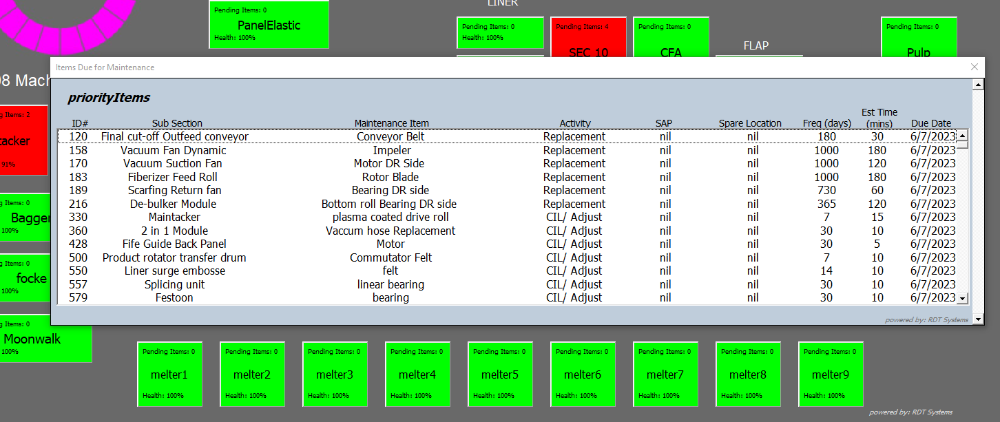 LINER
Pending Items: 0
PanelElastic
Health: 100%
Pending Items: 0
Health: 100%
Pending Items: 4
SEC 10
Pending Items: 0
CFA
FLAP
Pending Items: 0
Pulp
Items Due for Maintenance
8 Mach
priorityItems
ID# Sub Section Maintenance Item Activity SAP Spare Location Freq (days) Est Time (mins) Due Date
120 Final cut-off Outfeed conveyor Conveyor Belt Replacement nil nil 180 30 6/7/2023
158 Vacuum Fan Dynamic Impeler Replacement nil nil 1000 180 6/7/2023
170 Vacuum Suction Fan Motor DR Side Replacement nil nil 1000 120 6/7/2023
183 Fiberizer Feed Roll Rotor Blade Replacement nil nil 1000 180 6/7/2023
189 Scarfing Return fan Bearing DR side Replacement nil nil 730 60 6/7/2023
216 De-bulker Module Bottom roll Bearing DR side Replacement nil nil 365 120 6/7/2023
330 Maintacker plasma coated drive roll CIL/ Adjust nil nil 7 15 6/7/2023
360 2 in 1 Module Vaccum hose Replacement CIL/ Adjust nil nil 30 10 6/7/2023
428 Fife Guide Back Panel Motor CIL/ Adjust nil nil 30 5 6/7/2023
500 Product rotator transfer drum Commutator Felt CIL/ Adjust nil nil 7 10 6/7/2023
550 Liner surge embosse felt CIL/ Adjust nil nil 14 10 6/7/2023
557 Splicing unit linear bearing CIL/ Adjust nil nil 30 10 6/7/2023
579 Festoon bearing CIL/ Adjust nil nil 30 10 6/7/2023
powered by: RDT Systems
g Items: 2
tacker
91%
g Items: 0
Bagger
100%
g Items: 0
focke
100%
g Items: 0
Moonwalk
100%
Pending Items: 0
melter1
Health: 100%
Pending Items: 0
melter2
Health: 100%
Pending Items: 0
melter3
Health: 100%
Pending Items: 0
melter4
Health: 100%
Pending Items: 0
melter5
Health: 100%
Pending Items: 0
melter6
Health: 100%
Pending Items: 0
melter7
Health: 100%
Pending Items: 0
melter8
Health: 100%
Pending Items: 0
melter9
Health: 100%
powered by: RDT Systems